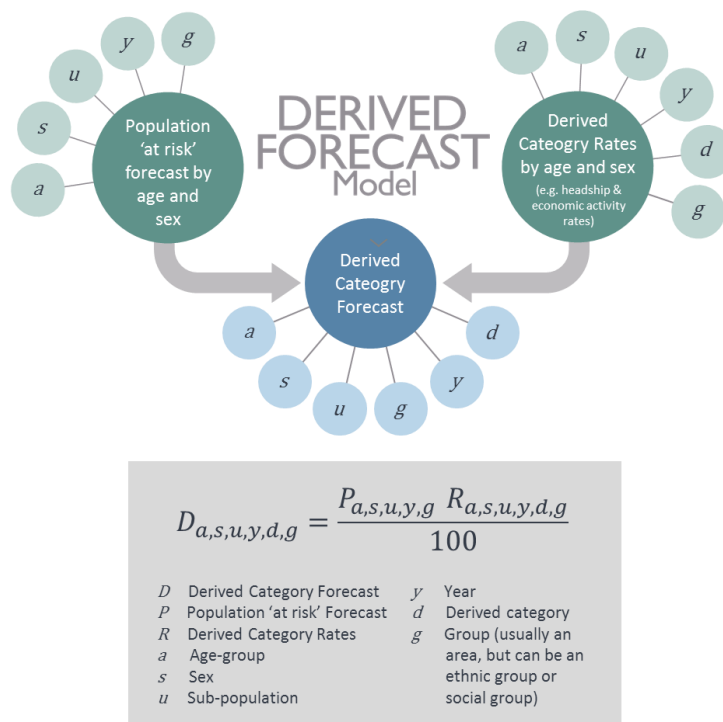 DERIVED
FORECAST
Model
s
a
u
y
g
Population
‘at risk’
forecast by
age and
sex
a
s
u
y
d
g
Derived
Cateogry Rates
by age and sex
(e.g. headship &
economic activity
rates)
Derived
Cateogry
Forecast
a
s
u
g
y
d
D_{a,s,u,y,d,g} = \frac{P_{a,s,u,y,g} R_{a,s,u,y,d,g}}{100}
D Derived Category Forecast
P Population ‘at risk’ Forecast
R Derived Category Rates
a Age-group
s Sex
u Sub-population
y Year
d Derived category
g Group (usually an
area, but can be an
ethnic group or
social group)